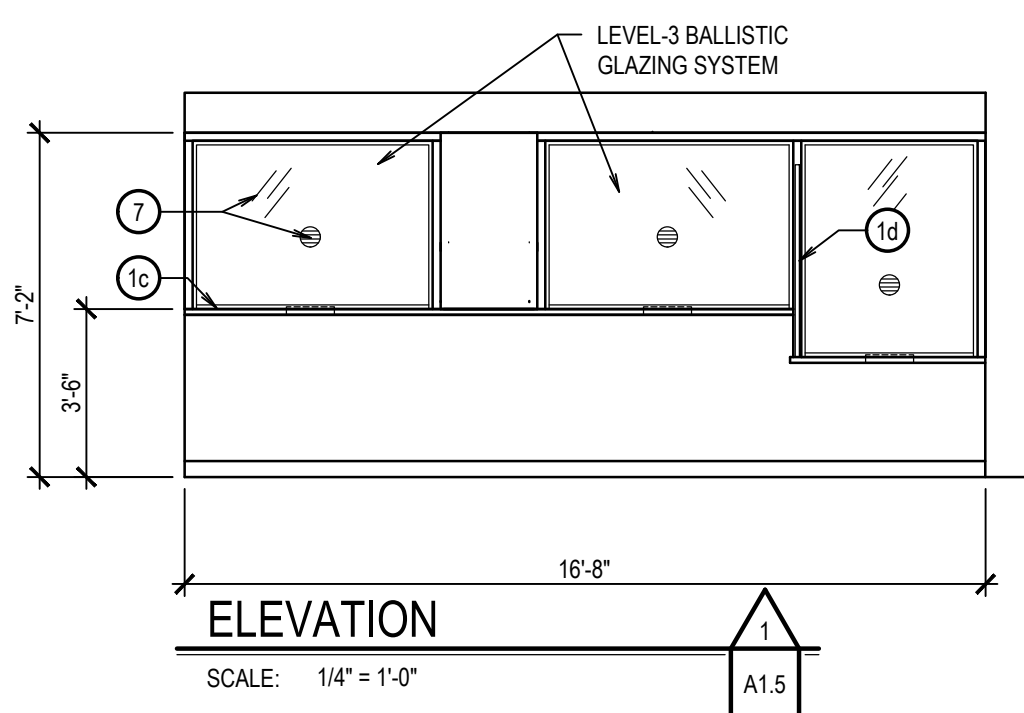 LEVEL-3 BALLISTIC
GLAZING SYSTEM
7
1d
1c
7'-2"
3'-6"
16'-8"
ELEVATION
1
SCALE: 1/4" = 1'-0"
A1.5